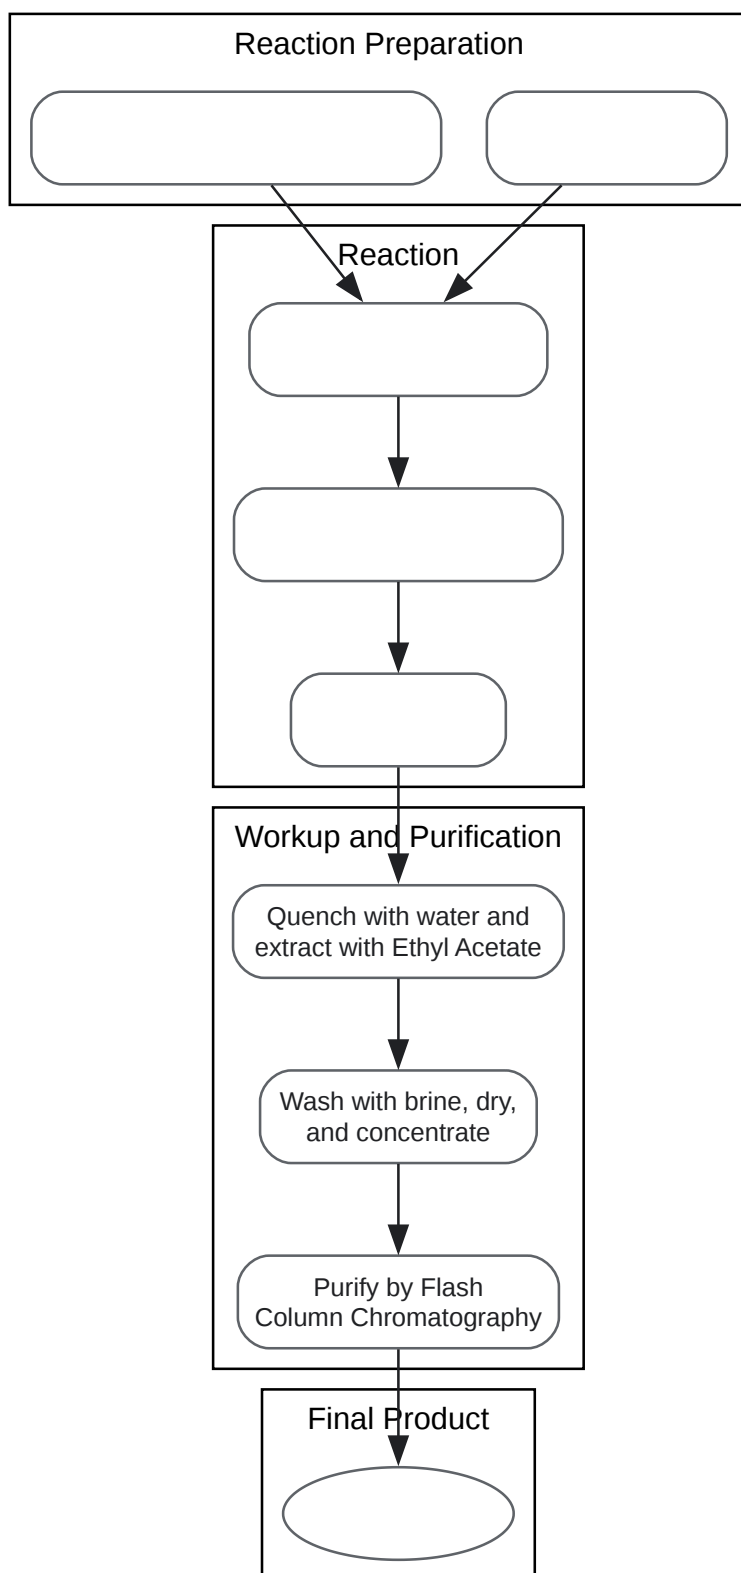 Reaction Preparation
Reaction
Workup and Purification
Quench with water and
extract with Ethyl Acetate
Wash with brine, dry,
and concentrate
Purify by Flash
Column Chromatography
Final Product